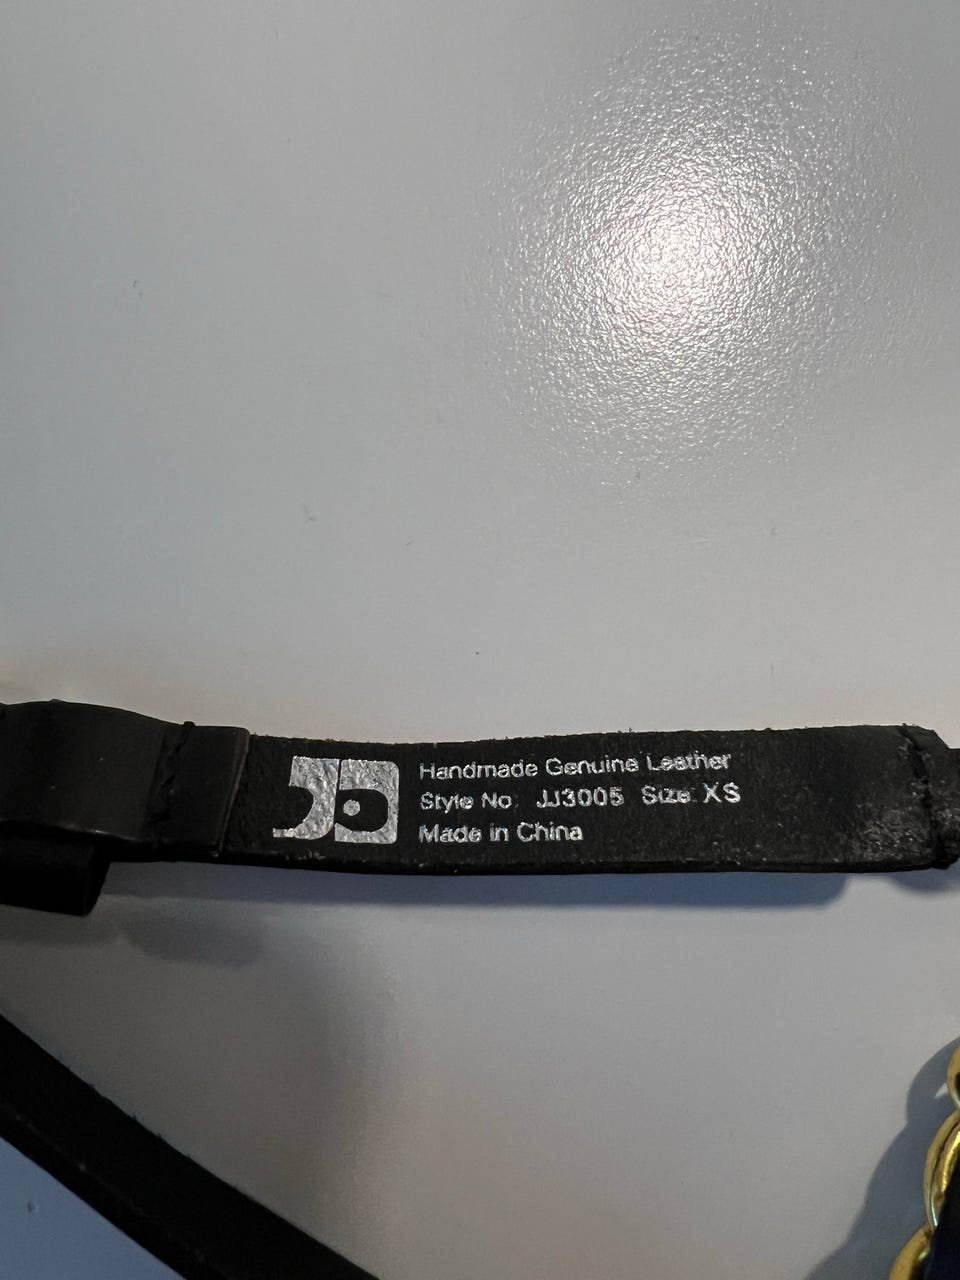 Handmade Genuine Leather
Style No: JJ3005 Size: XS
Made in China